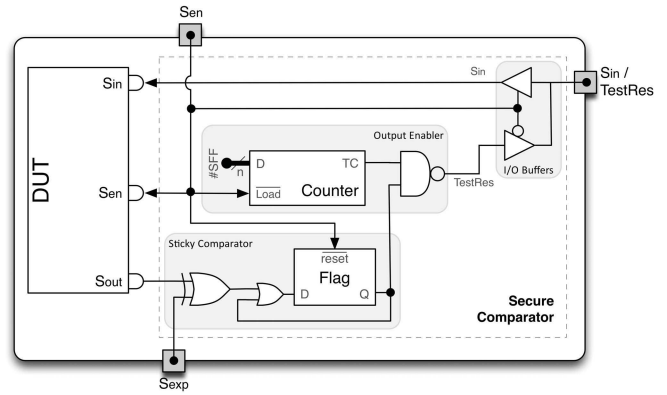 Sen
DUT
Sin
Sin
Sin /
TestRes
Output Enabler
#SFF
n
D
TC
Load
Counter
TestRes
I/O Buffers
Sen
Sticky Comparator
reset
Flag
D
Q
Sout
Secure
Comparator
Sexp